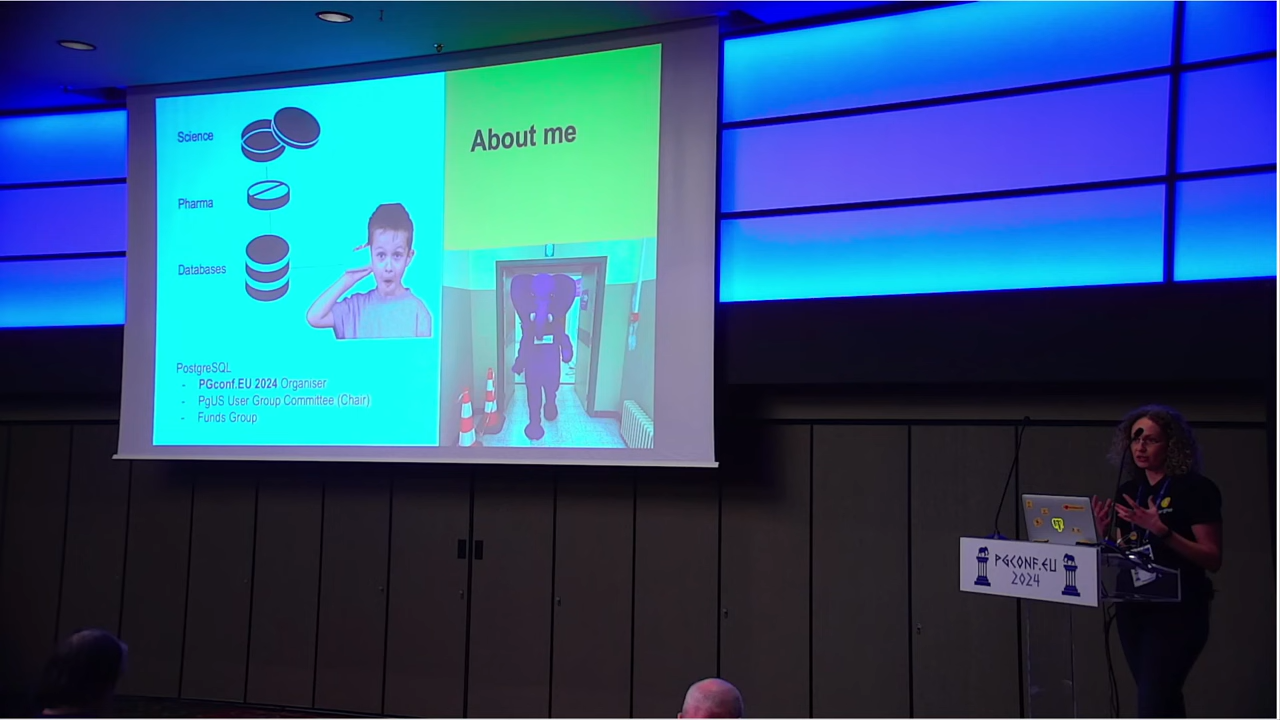 Science
Pharma
Databases
PostgreSQL
- PGconf.EU 2024 Organiser
- PgUS User Group Committee (Chair)
- Funds Group
About me
PGCONF.EU
2024